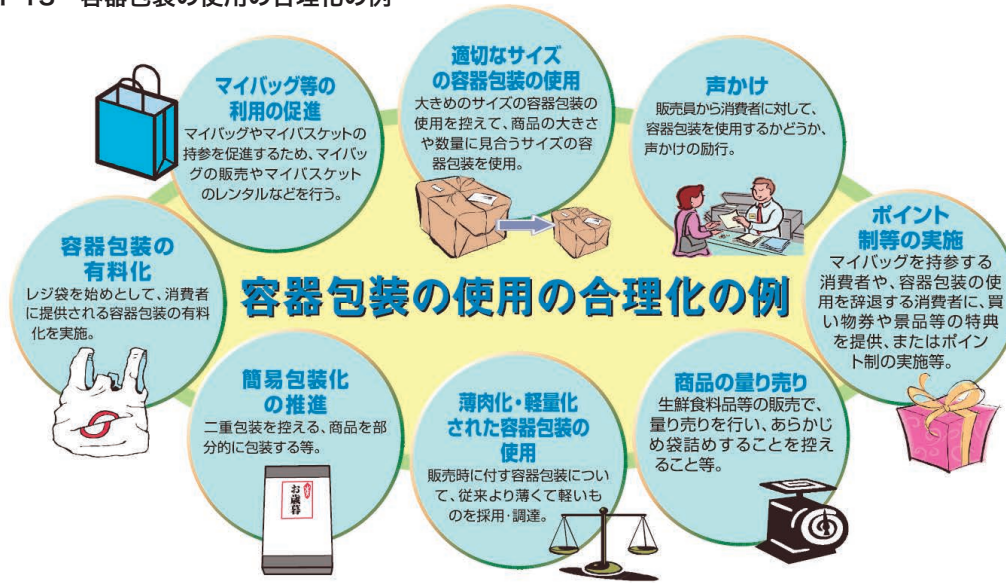 容器包装の使用の合理化の例
マイバッグ等の
利用の促進
マイバッグやマイバスケットの
持参を促進するため、マイバッ
グの販売やマイバスケット
のレンタルなどを行う。
適切なサイズ
の容器包装の使用
大きめのサイズの容器包装の
使用を控えて、商品の大きさ
や数量に見合うサイズの容
器包装を使用。
声かけ
販売員から消費者に対して、
容器包装を使用するかどうか、
声かけの励行。
ポイント
制等の実施
マイバッグを持参する
消費者や、容器包装の使
用を辞退する消費者に、買
い物券や景品等の特典
を提供、またはポイン
ト制の実施等。
容器包装の
有料化
レジ袋を始めとして、消費者
に提供される容器包装の有料
化を実施。
容器包装の使用の合理化の例
簡易包装化
の推進
二重包装を控える、商品を部
分的に包装する等。
お歳暮
薄肉化・軽量化
された容器包装の
使用
販売時に付す容器包装につい
て、従来より薄くて軽いも
のを採用・調達。
商品の量り売り
生鮮食料品等の販売で、
量り売りを行い、あらかじ
め袋詰めすることを控え
ること等。